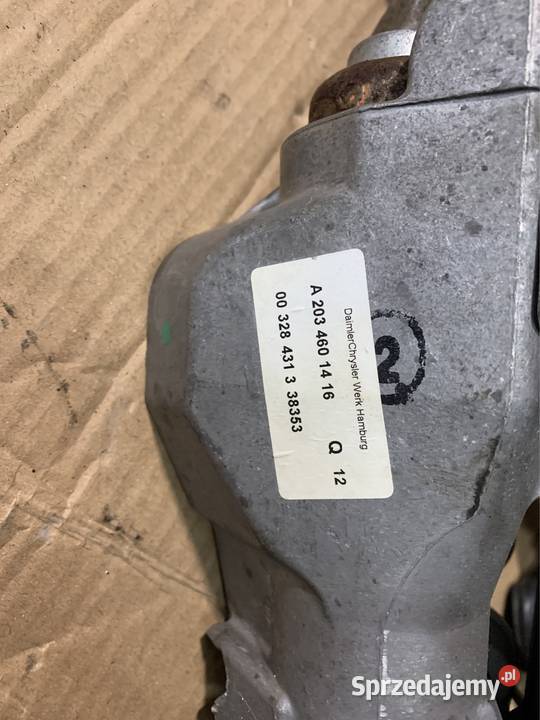 DaimlerChrysler Werk Hamburg
A 203 460 14 16 Q 12
00 328 431 3 38353
2
Sprzedajemy.pl